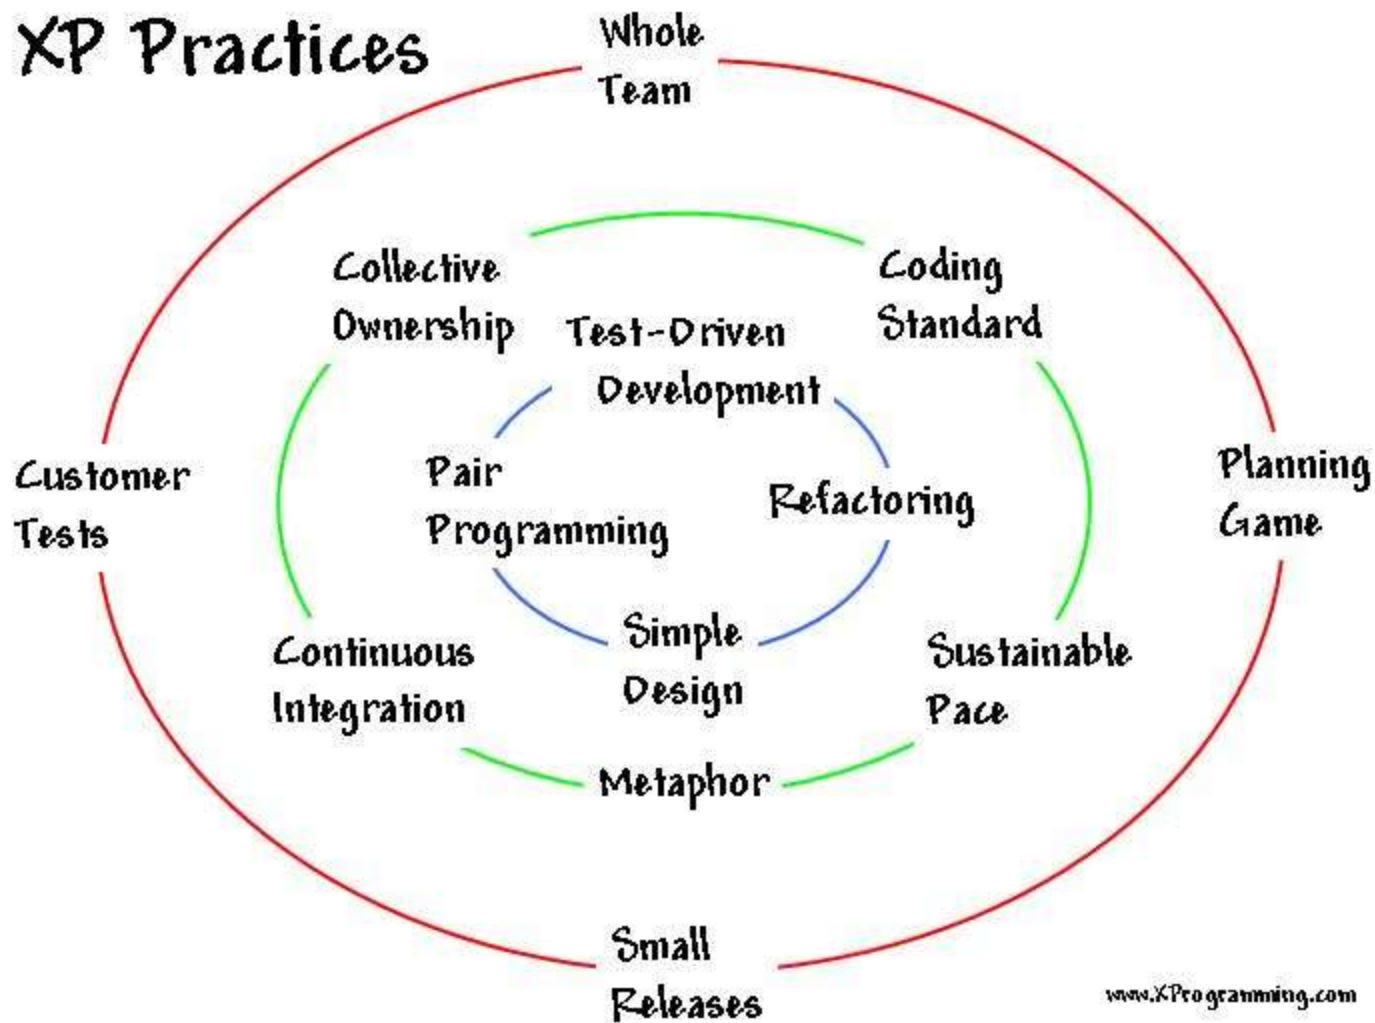 XP Practices
Whole
Team
Collective
Ownership
Coding
Standard
Test-Driven
Development
Customer
Tests
Pair
Programming
Refactoring
Planning
Game
Continuous
Integration
Simple
Design
Sustainable
Pace
Metaphor
Small
Releases
www.XProgramming.com